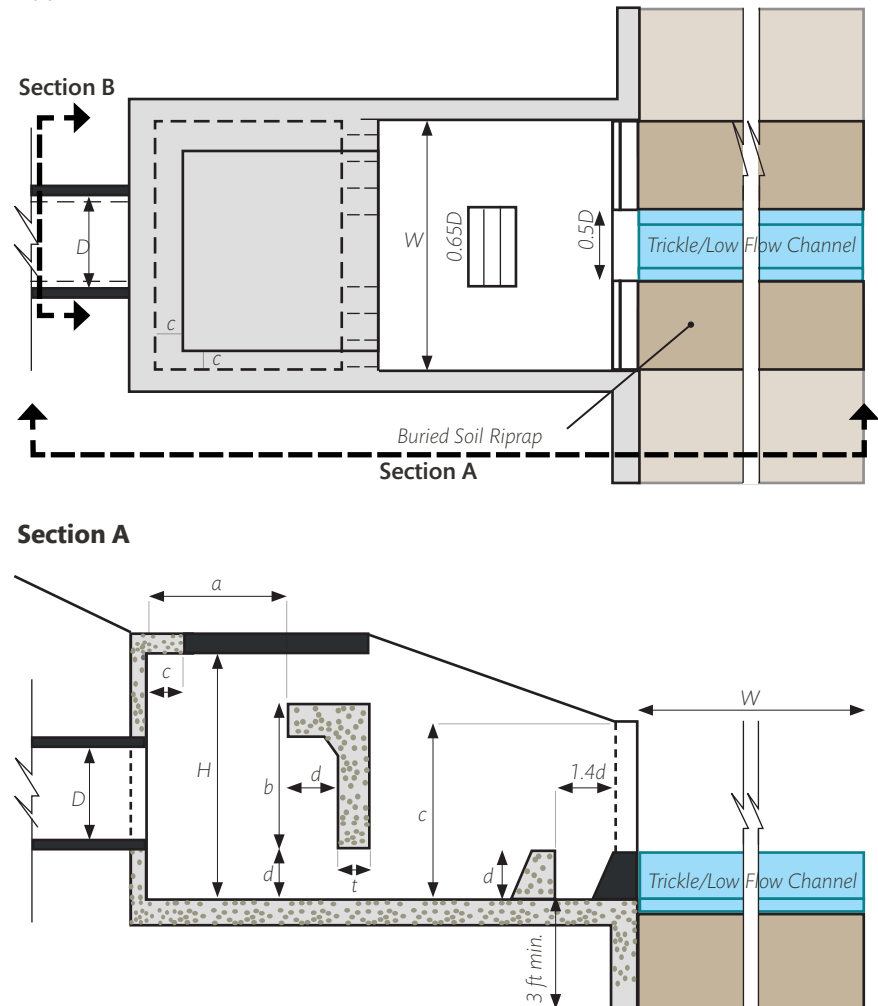 Section B
D
W
0.65D
0.5D
Trickle/Low Flow Channel
c
c
Buried Soil Riprap
Section A
Section A
a
c
W
H
b
d
1.4d
D
c
d
d
t
Trickle/Low Flow Channel
3 ft min.